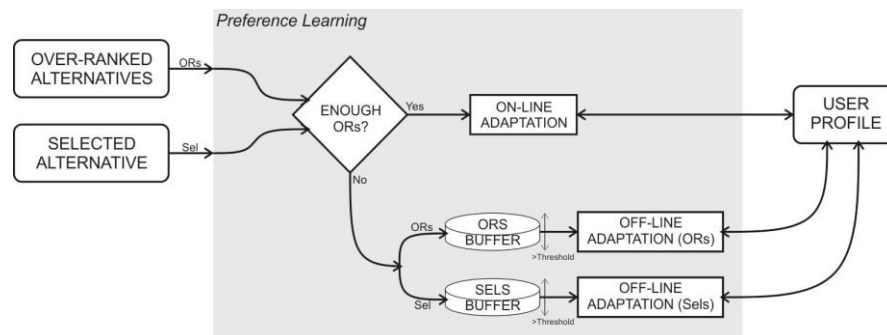 Preference Learning
OVER-RANKED
ALTERNATIVES
ORs
SELECTED
ALTERNATIVE
Sel
ENOUGH
ORs?
Yes
No
ON-LINE
ADAPTATION
USER
PROFILE
ORs
ORS
BUFFER
>Threshold
OFF-LINE
ADAPTATION (ORs)
Sel
SELS
BUFFER
>Threshold
OFF-LINE
ADAPTATION (Sels)